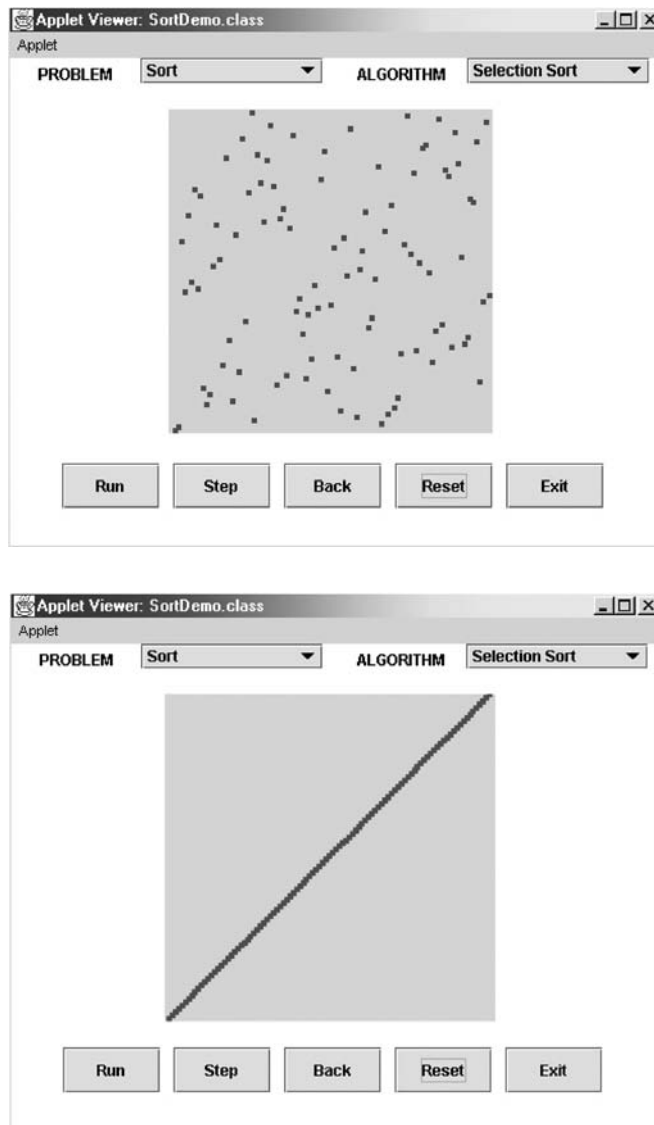 Applet Viewer: SortDemo.class
Applet
PROBLEM Sort ALGORITHM Selection Sort
Run Step Back Reset Exit
Applet Viewer: SortDemo.class
Applet
PROBLEM Sort ALGORITHM Selection Sort
Run Step Back Reset Exit